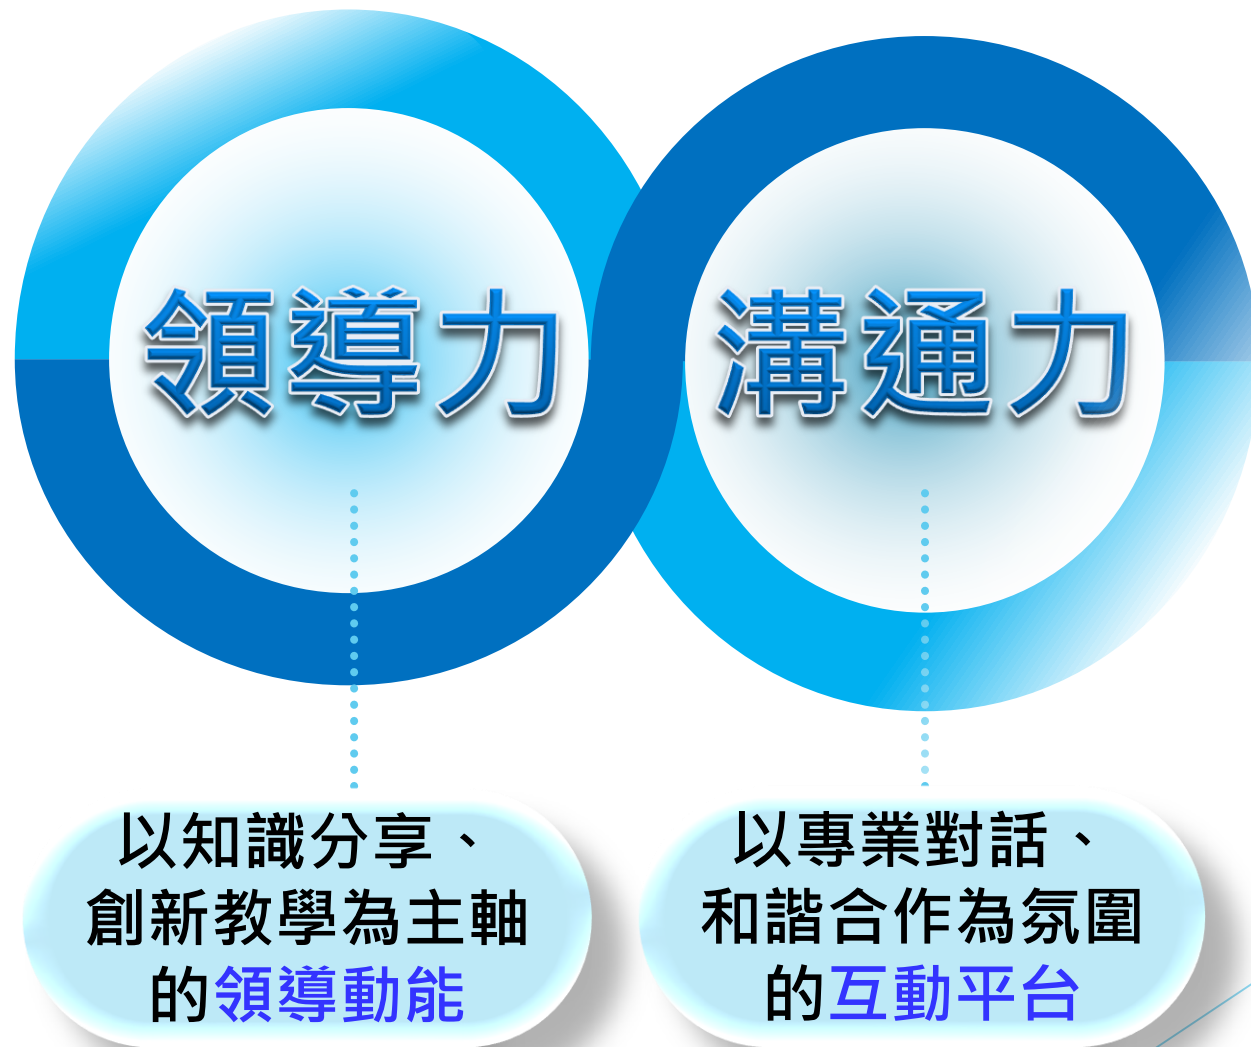 領導力
溝通力
以知識分享、
創新教學為主軸
的領導動能
以專業對話、
和諧合作為氛圍
的互動平台